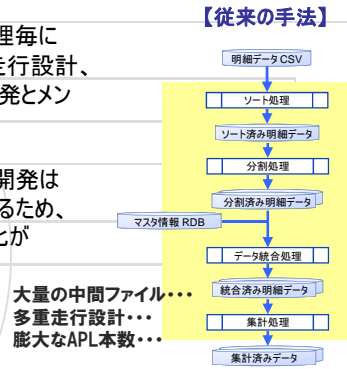 【従来の手法】
理毎に
走行設計、
発とメン
開発は
るため、
とが
明細データ CSV
ソート処理
ソート済み明細データ
分割処理
分割済み明細データ
マスタ情報 RDB
データ統合処理
統合済み明細データ
集計処理
集計済みデータ
大量の中間ファイル・・・
多重走行設計・・・
膨大なAPL本数・・・